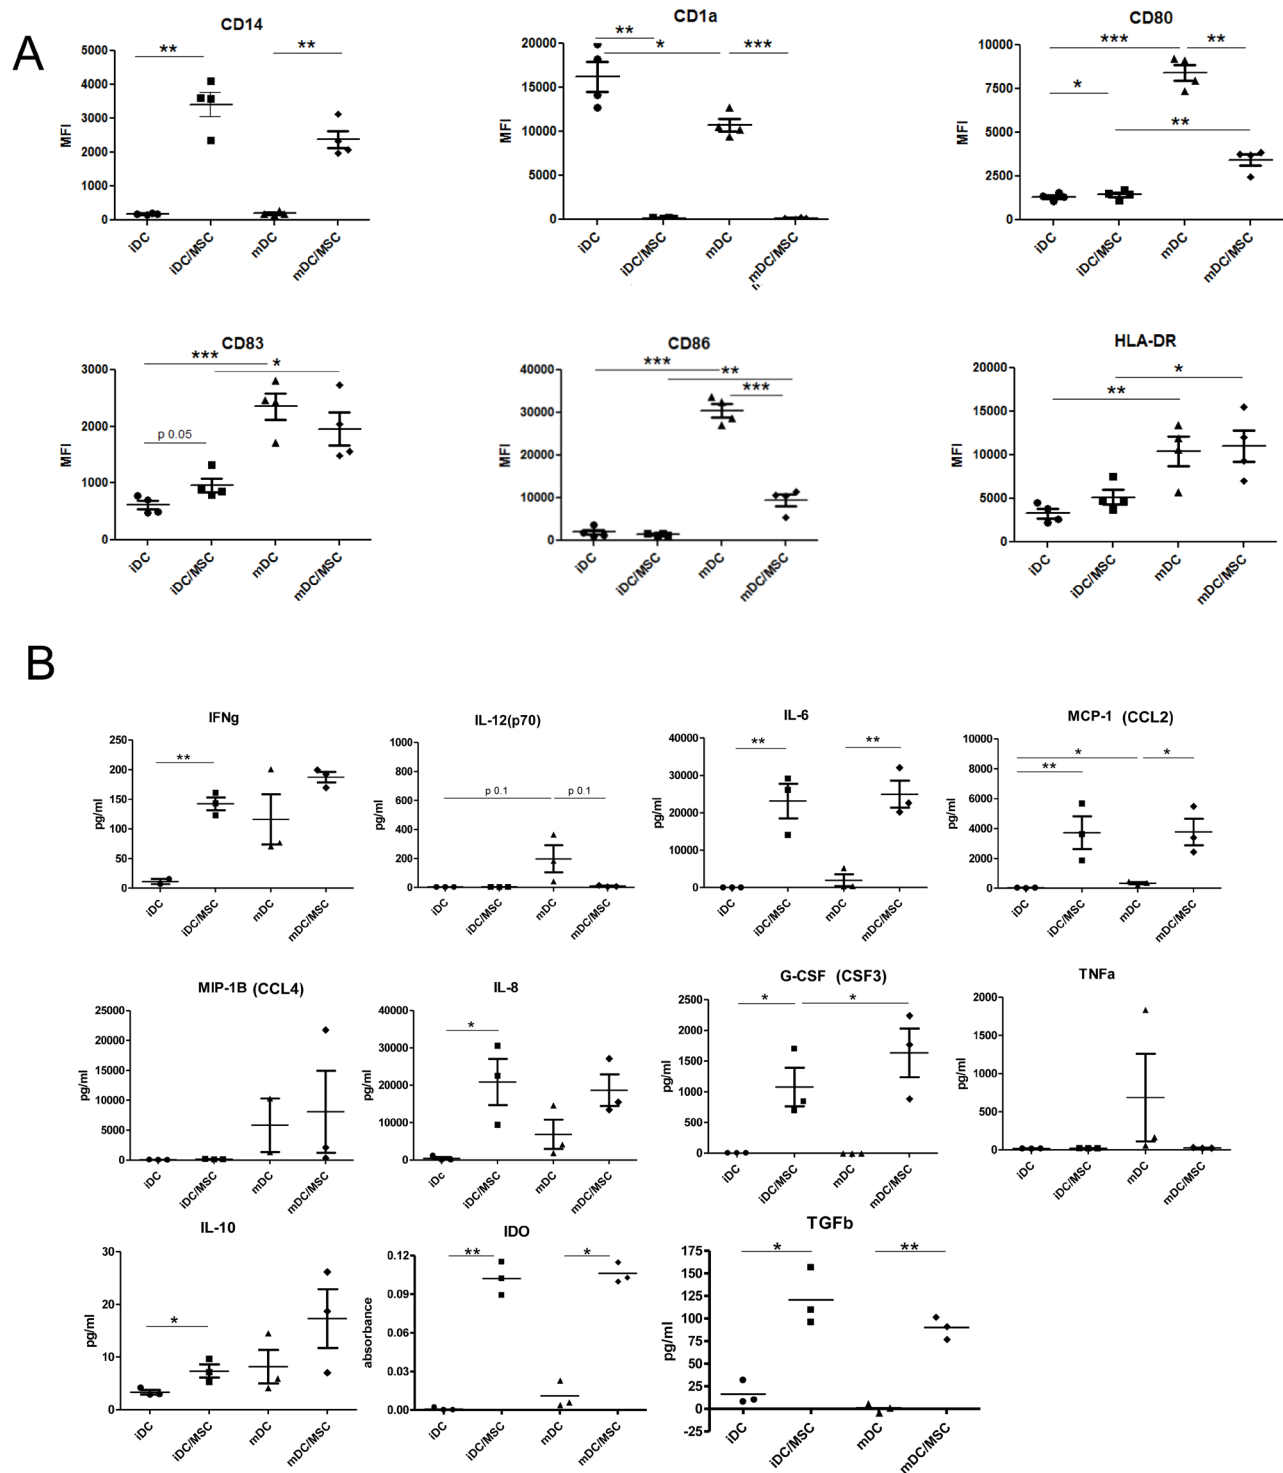 A
CD14
** **
5000
4000
3000
2000
1000
0
MFI
iDC iDC/MSC mDC mDC/MSC
CD1a
**
* ***
20000
15000
10000
5000
0
MFI
iDC iDC/MSC mDC mDC/MSC
CD80
*** **
*
**
10000
7500
5000
2500
0
MFI
iDC iDC/MSC mDC mDC/MSC
CD83
*** *
p 0.05
3000
2000
1000
0
MFI
iDC iDC/MSC mDC mDC/MSC
CD86
*** **
***
40000
30000
20000
10000
0
MFI
iDC iDC/MSC mDC mDC/MSC
HLA-DR
*
**
20000
15000
10000
5000
0
MFI
iDC iDC/MSC mDC mDC/MSC
B
IFNg
**
250
200
150
100
50
0
pg/ml
iDC iDC/MSC mDC mDC/MSC
IL-12(p70)
p 0.1 p 0.1
1000
800
600
400
200
0
pg/ml
iDC iDC/MSC mDC mDC/MSC
IL-6
** **
40000
30000
20000
10000
0
pg/ml
iDC iDC/MSC mDC mDC/MSC
MCP-1 (CCL2)
* *
**
10000
8000
6000
4000
2000
0
pg/ml
iDC iDC/MSC mDC mDC/MSC
MIP-1B (CCL4)
25000
20000
15000
10000
5000
0
pg/ml
iDC iDC/MSC mDC mDC/MSC
IL-8
*
40000
30000
20000
10000
0
pg/ml
iDC iDC/MSC mDC mDC/MSC
G-CSF (CSF3)
* *
2500
2000
1500
1000
500
0
pg/ml
iDC iDC/MSC mDC mDC/MSC
TNFa
2000
1500
1000
500
0
pg/ml
iDC iDC/MSC mDC mDC/MSC
IL-10
*
30
20
10
0
pg/ml
iDC iDC/MSC mDC mDC/MSC
IDO
** *
0.12
0.09
0.06
0.03
0.00
absorbance
iDC iDC/MSC mDC mDC/MSC
TGFb
* **
175
150
125
100
75
50
25
0
-25
pg/ml
iDC iDC/MSC mDC mDC/MSC